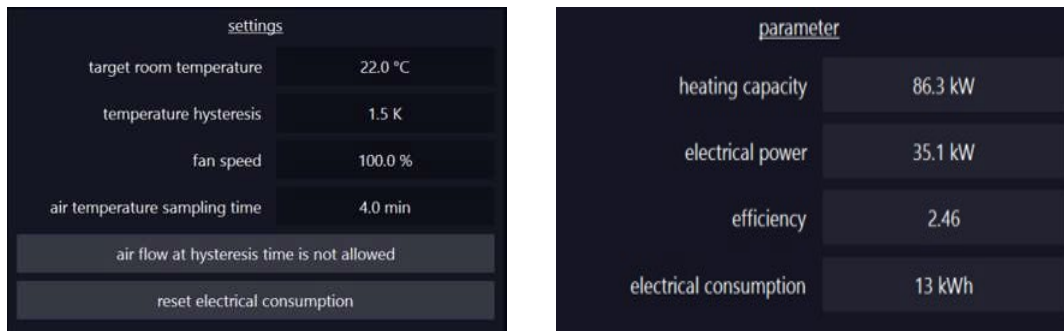 settings
target room temperature 22.0 °C
temperature hysteresis 1.5 K
fan speed 100.0 %
air temperature sampling time 4.0 min
air flow at hysteresis time is not allowed
reset electrical consumption
parameter
heating capacity 86.3 kW
electrical power 35.1 kW
efficiency 2.46
electrical consumption 13 kWh